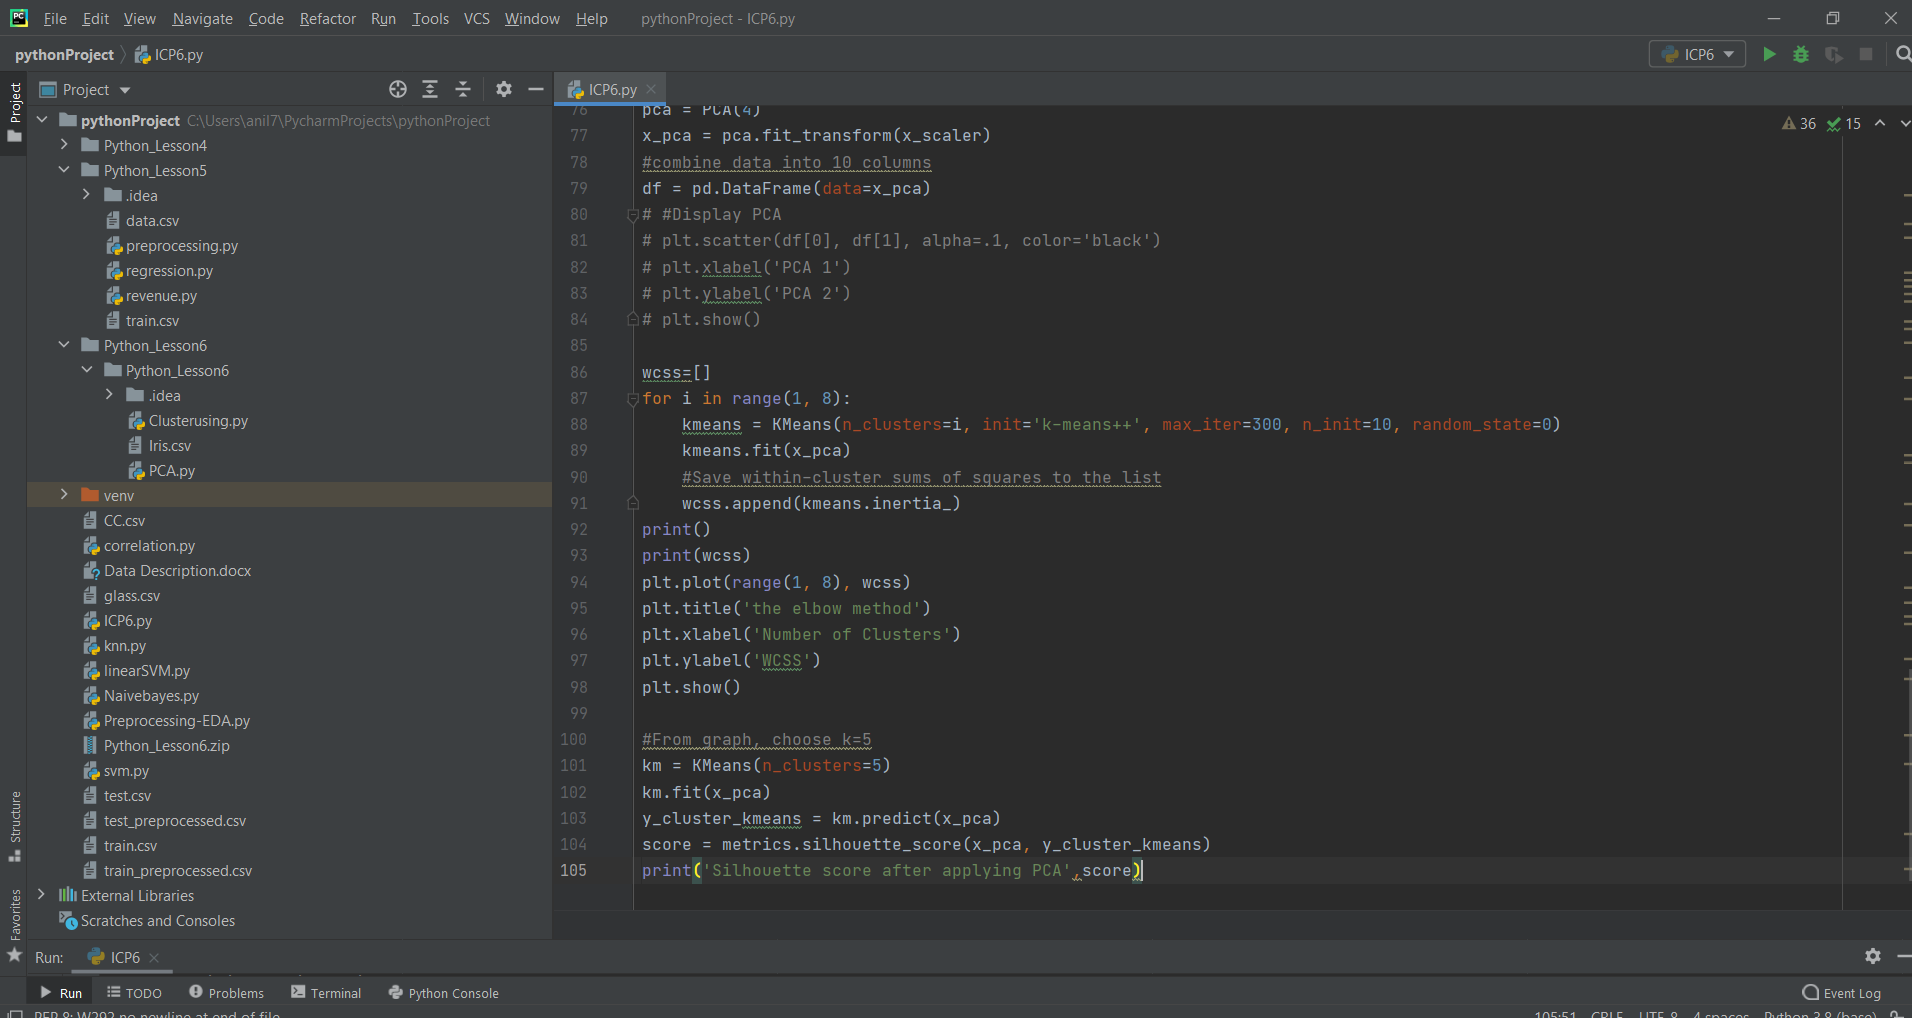 File Edit View Navigate Code Refactor Run Tools VCS Window Help pythonProject - ICP6.py
pythonProject ICP6.py
ICP6
Project
Project
ICP6.py
36 15
pythonProject C:\Users\anil7\PycharmProjects\pythonProject
Python_Lesson4
Python_Lesson5
.idea
data.csv
preprocessing.py
regression.py
revenue.py
train.csv
Python_Lesson6
Python_Lesson6
.idea
Clusterusing.py
Iris.csv
PCA.py
venv
CC.csv
correlation.py
Data Description.docx
glass.csv
ICP6.py
knn.py
linearSVM.py
Naivebayes.py
Preprocessing-EDA.py
Python_Lesson6.zip
svm.py
test.csv
test_preprocessed.csv
train.csv
train_preprocessed.csv
External Libraries
Scratches and Consoles
Structure
Favorites
76 pca = PCA(4)
77 x_pca = pca.fit_transform(x_scaler)
78 #combine data into 10 columns
79 df = pd.DataFrame(data=x_pca)
80 # #Display PCA
81 # plt.scatter(df[0], df[1], alpha=.1, color='black')
82 # plt.xlabel('PCA 1')
83 # plt.ylabel('PCA 2')
84 # plt.show()
85
86 wcss=[]
87 for i in range(1, 8):
88 kmeans = KMeans(n_clusters=i, init='k-means++', max_iter=300, n_init=10, random_state=0)
89 kmeans.fit(x_pca)
90 #Save within-cluster sums of squares to the list
91 wcss.append(kmeans.inertia_)
92 print()
93 print(wcss)
94 plt.plot(range(1, 8), wcss)
95 plt.title('the elbow method')
96 plt.xlabel('Number of Clusters')
97 plt.ylabel('WCSS')
98 plt.show()
99
100 #From graph, choose k=5
101 km = KMeans(n_clusters=5)
102 km.fit(x_pca)
103 y_cluster_kmeans = km.predict(x_pca)
104 score = metrics.silhouette_score(x_pca, y_cluster_kmeans)
105 print('Silhouette score after applying PCA',score)
Run: ICP6
Run TODO Problems Terminal Python Console Event Log
PEP 8: W292 no newline at end of file 105:51 CRLF UTF-8 4 spaces Python 3.8 (base)